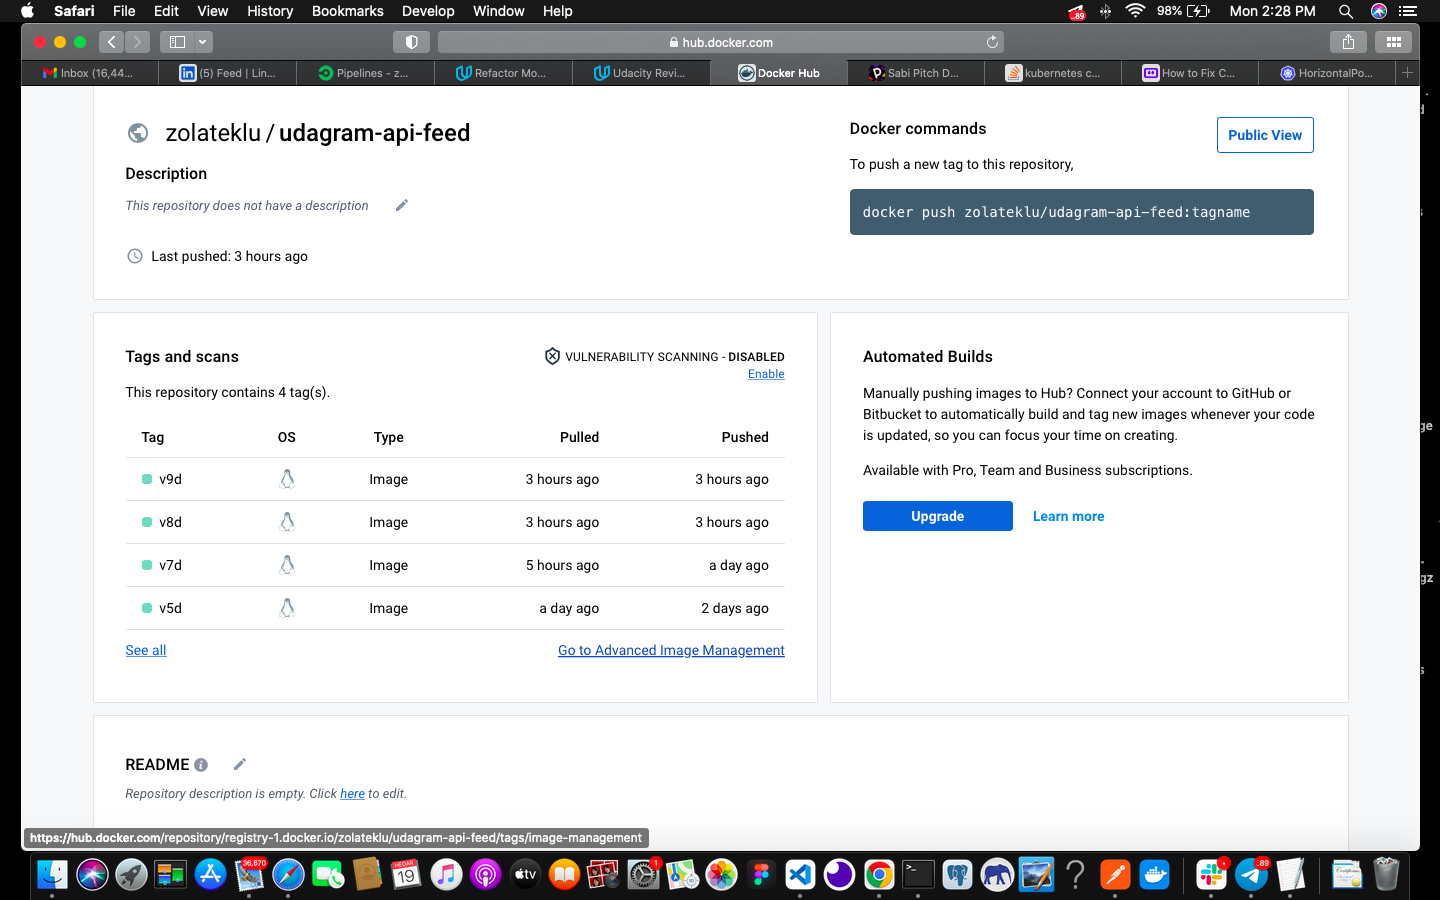 Safari File Edit View History Bookmarks Develop Window Help
..89 98% Mon 2:28 PM
hub.docker.com
Inbox (16,44... (5) Feed | Lin... Pipelines - z... Refactor Mo... Udacity Revi... Docker Hub Sabi Pitch D... kubernetes c... How to Fix C... HorizontalPo...
zolateklu / udagram-api-feed
Description
This repository does not have a description
Last pushed: 3 hours ago
Docker commands
Public View
To push a new tag to this repository,
docker push zolateklu/udagram-api-feed:tagname
Tags and scans
VULNERABILITY SCANNING - DISABLED
Enable
This repository contains 4 tag(s).
Tag OS Type Pulled Pushed
v9d Image 3 hours ago 3 hours ago
v8d Image 3 hours ago 3 hours ago
v7d Image 5 hours ago a day ago
v5d Image a day ago 2 days ago
See all Go to Advanced Image Management
Automated Builds
Manually pushing images to Hub? Connect your account to GitHub or
Bitbucket to automatically build and tag new images whenever your code
is updated, so you can focus your time on creating.
Available with Pro, Team and Business subscriptions.
Upgrade Learn more
README
Repository description is empty. Click here to edit.
https://hub.docker.com/repository/registry-1.docker.io/zolateklu/udagram-api-feed/tags/image-management
36,670 19 tv 1 ..89